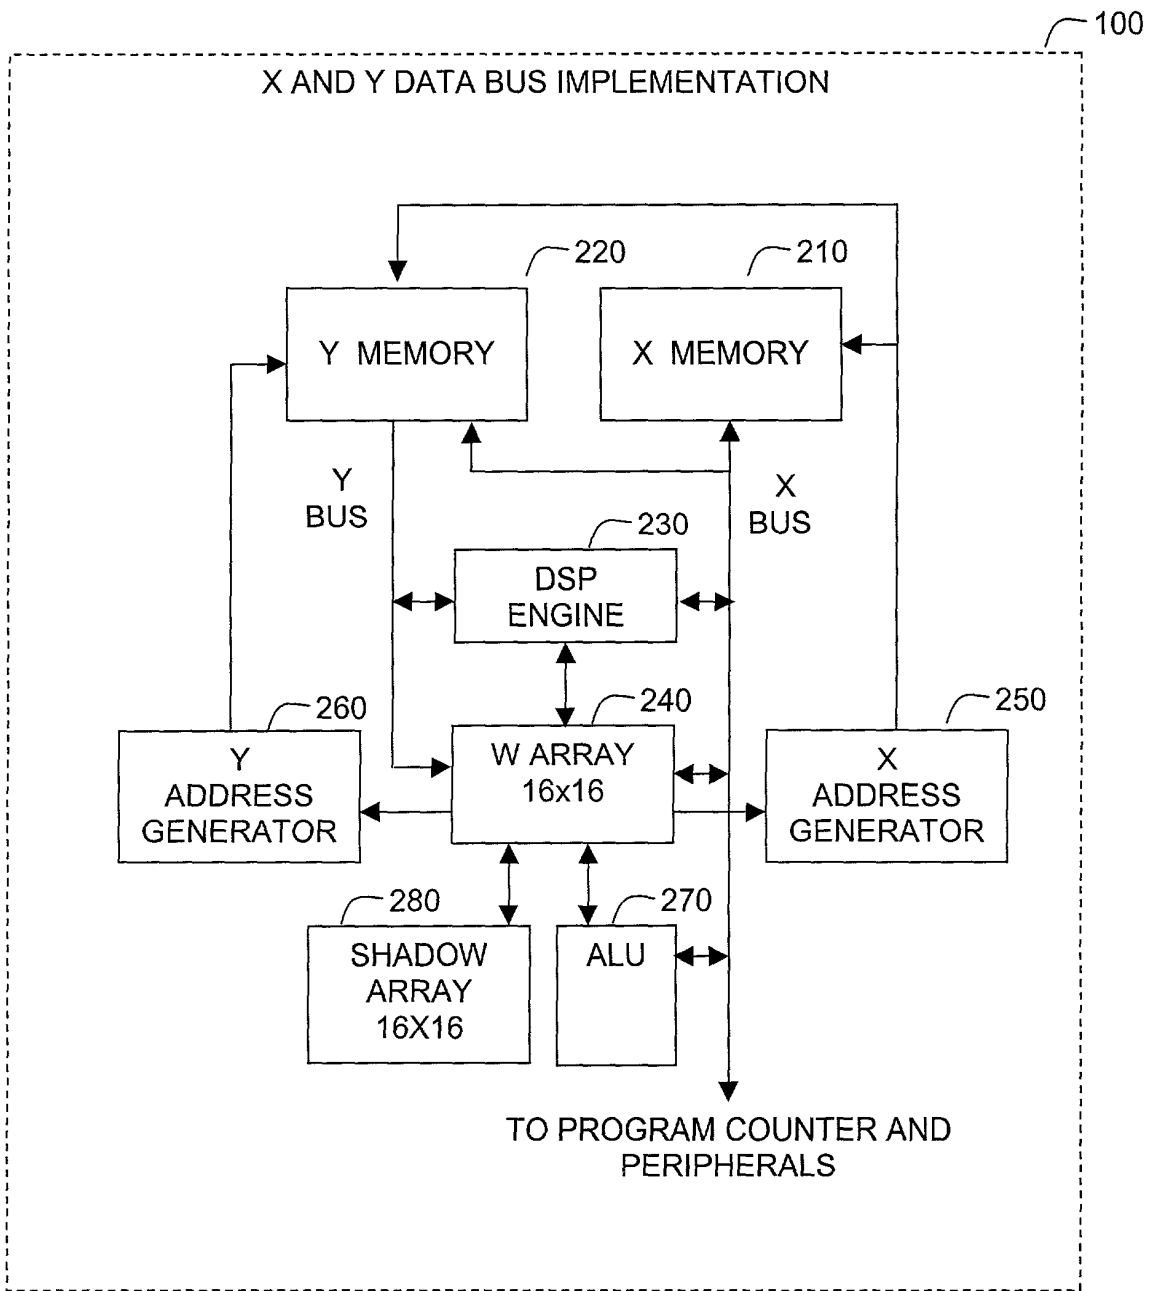 100
X AND Y DATA BUS IMPLEMENTATION
220
210
Y MEMORY
X MEMORY
Y
BUS
X
BUS
230
DSP
ENGINE
240
260
250
W ARRAY
16x16
Y
ADDRESS
GENERATOR
X
ADDRESS
GENERATOR
280
270
SHADOW
ARRAY
16X16
ALU
TO PROGRAM COUNTER AND
PERIPHERALS